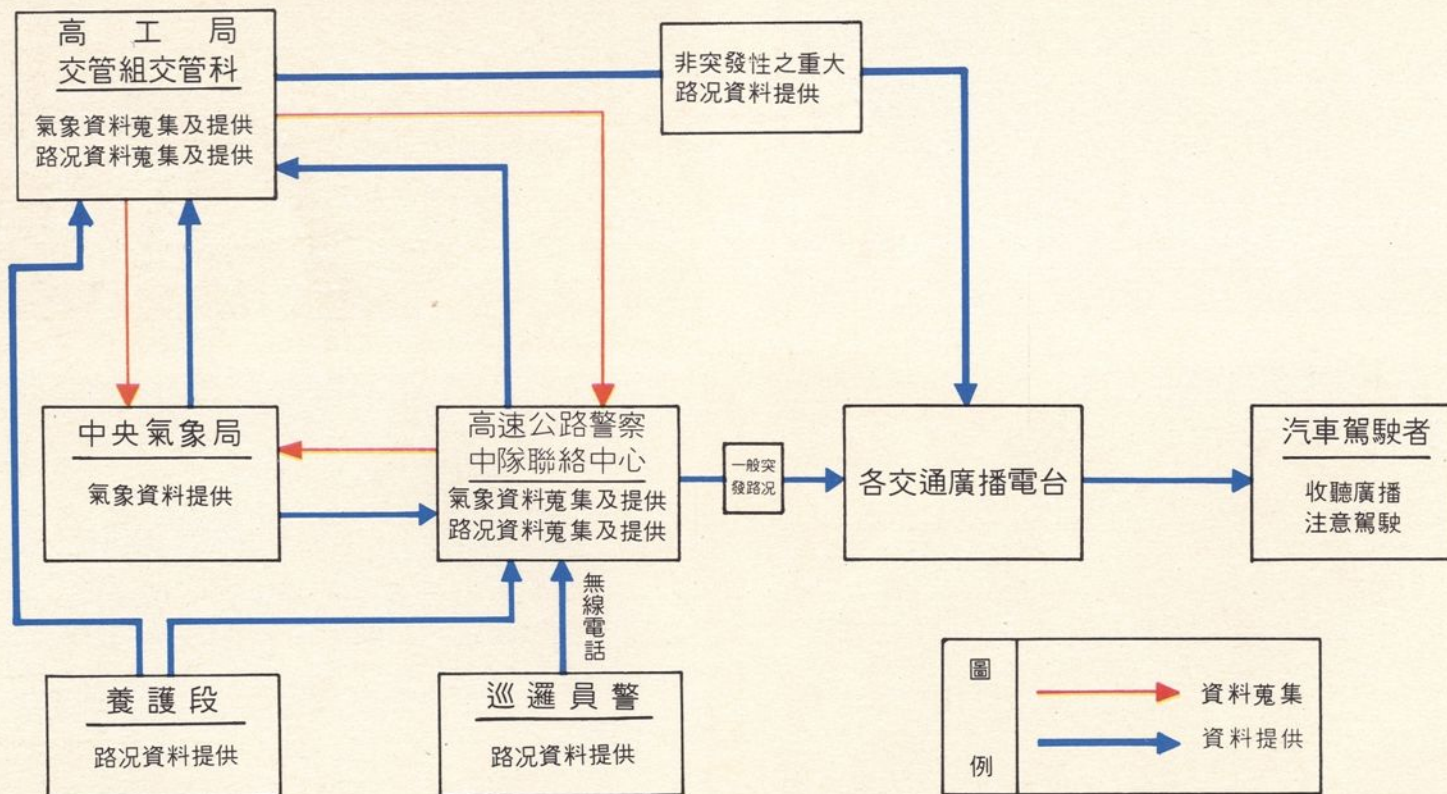 高工局
交管組交管科
氣象資料蒐集及提供
路况資料蒐集及提供
非突發性之重大
路况資料提供
中央氣象局
氣象資料提供
高速公路警察
中隊聯絡中心
氣象資料蒐集及提供
路况資料蒐集及提供
一般突
發路况
各交通廣播電台
汽車駕駛者
收聽廣播
注意駕駛
無線電話
養護段
路况資料提供
巡邏員警
路况資料提供
圖例
資料蒐集
資料提供